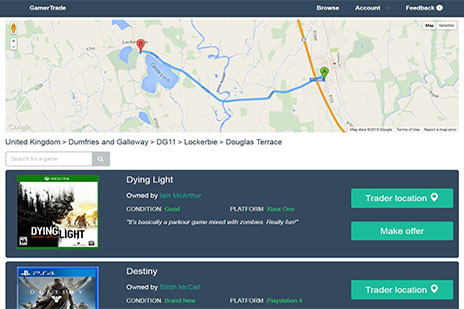 GamerTrade Browse Account Feedback
Map Satellite
B
A
Castle Loch
Google
Map data ©2015 Google Terms of Use Report a map error
United Kingdom > Dumfries and Galloway > DG11 > Lockerbie > Douglas Terrace
Search for a game
Dying Light
Owned by Iain McArthur
CONDITION Good PLATFORM Xbox One
"It's basically a parkour game mixed with zombies. Really fun!"
Trader location
Make offer
XBOX ONE
DYING LIGHT
Destiny
Owned by Eilidh McCall
CONDITION Brand New PLATFORM Playstation 4
Trader location
PS4
DESTINY